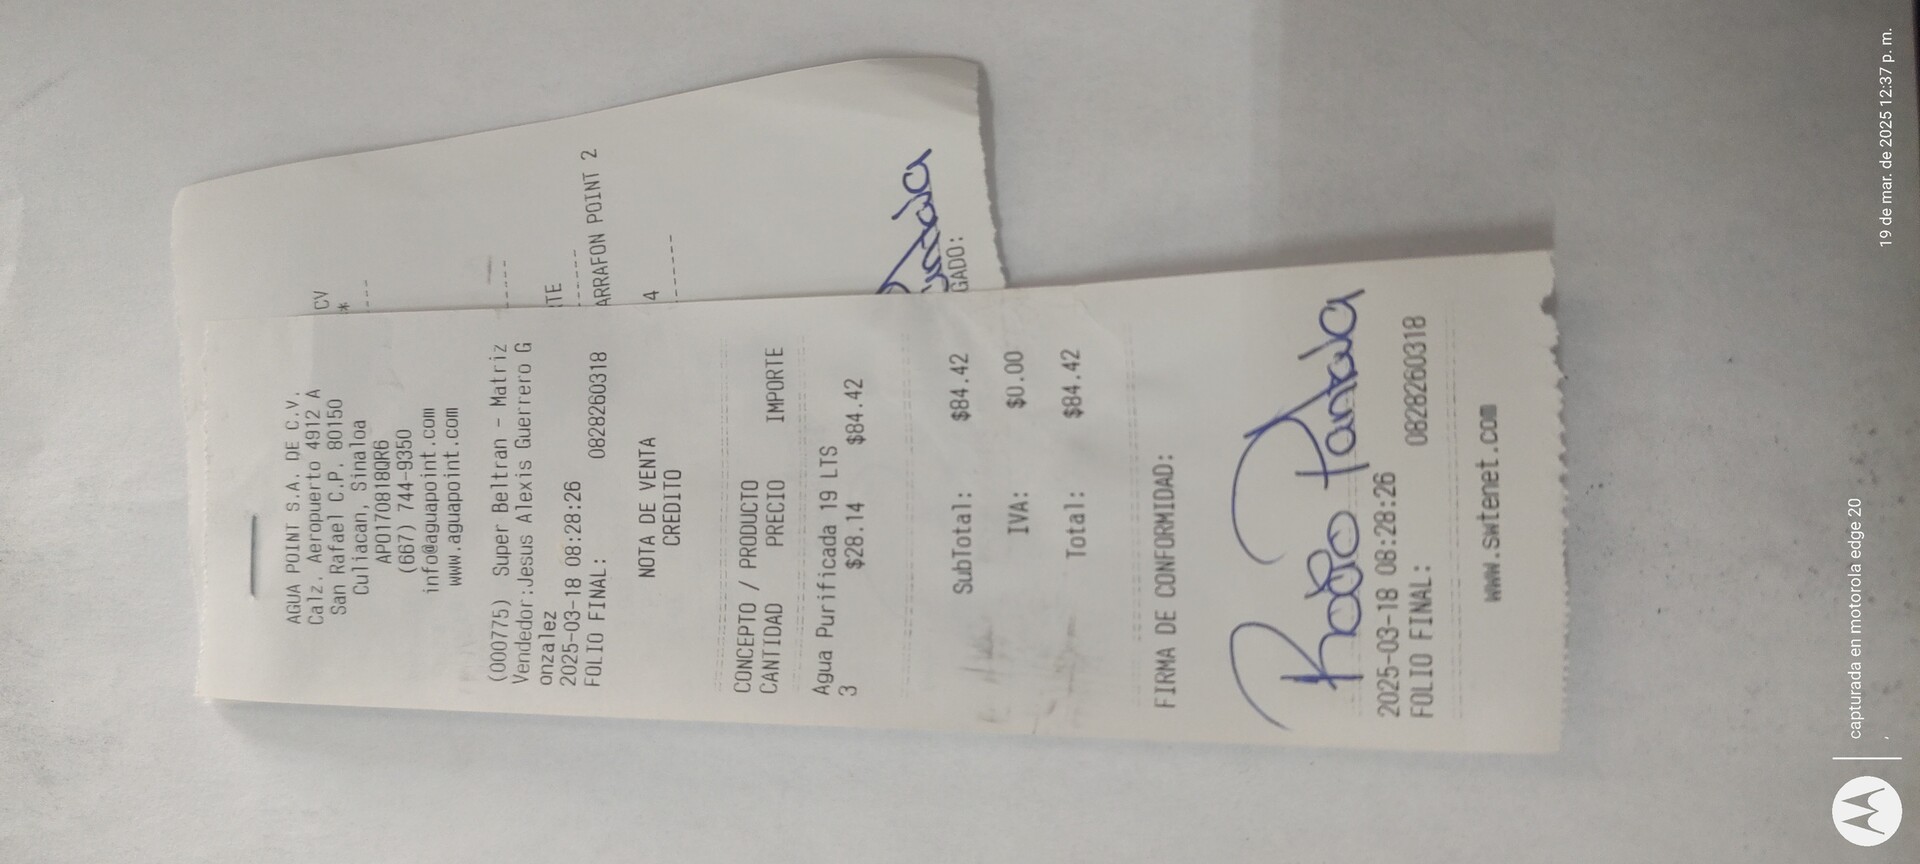 AGUA POINT S.A. DE C.V.
Calz. Aeropuerto 4912 A
San Rafael C.P. 80150
Culiacan, Sinaloa
APO170818QR6
(667) 744-9350
info@aguapoint.com
www.aguapoint.com
(000775) Super Beltran - Matriz
Vendedor:Jesus Alexis Guerrero G
onzalez
2025-03-18 08:28:26
FOLIO FINAL: 0828260318
NOTA DE VENTA
CREDITO
CONCEPTO / PRODUCTO
CANTIDAD PRECIO IMPORTE
Agua Purificada 19 LTS
3 $28.14 $84.42
SubTotal: $84.42
IVA: $0.00
Total: $84.42
FIRMA DE CONFORMIDAD:
2025-03-18 08:28:26
FOLIO FINAL: 0828260318
www.swtenet.com
CV
*
TE
ARRAFON POINT 2
4
GADO:
capturada en motorola edge 20
19 de mar. de 2025 12:37 p. m.